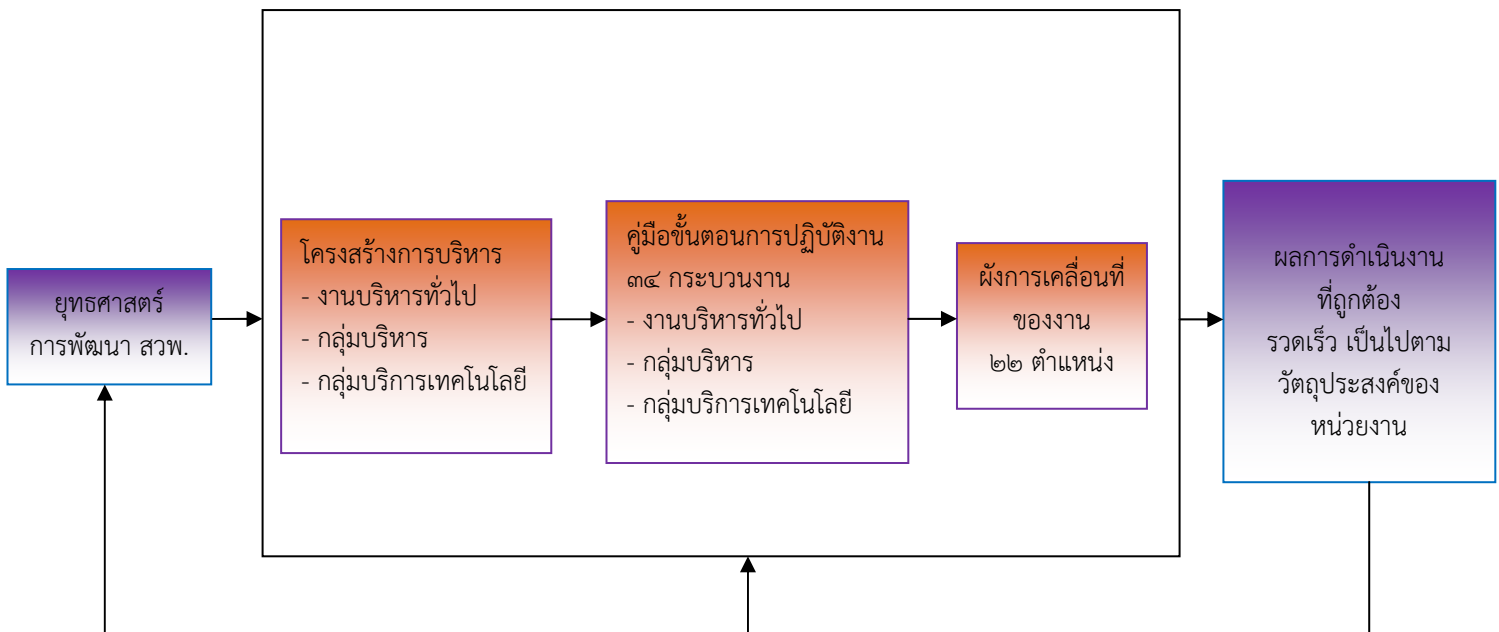 ยุทธศาสตร์
การพัฒนา สวพ.
โครงสร้างการบริหาร
- งานบริหารทั่วไป
- กลุ่มบริหาร
- กลุ่มบริการเทคโนโลยี
คู่มือขั้นตอนการปฏิบัติงาน
๓๔ กระบวนงาน
- งานบริหารทั่วไป
- กลุ่มบริหาร
- กลุ่มบริการเทคโนโลยี
ผังการเคลื่อนที่
ของงาน
๒๒ ตำแหน่ง
ผลการดำเนินงาน
ที่ถูกต้อง
รวดเร็ว เป็นไปตาม
วัตถุประสงค์ของ
หน่วยงาน